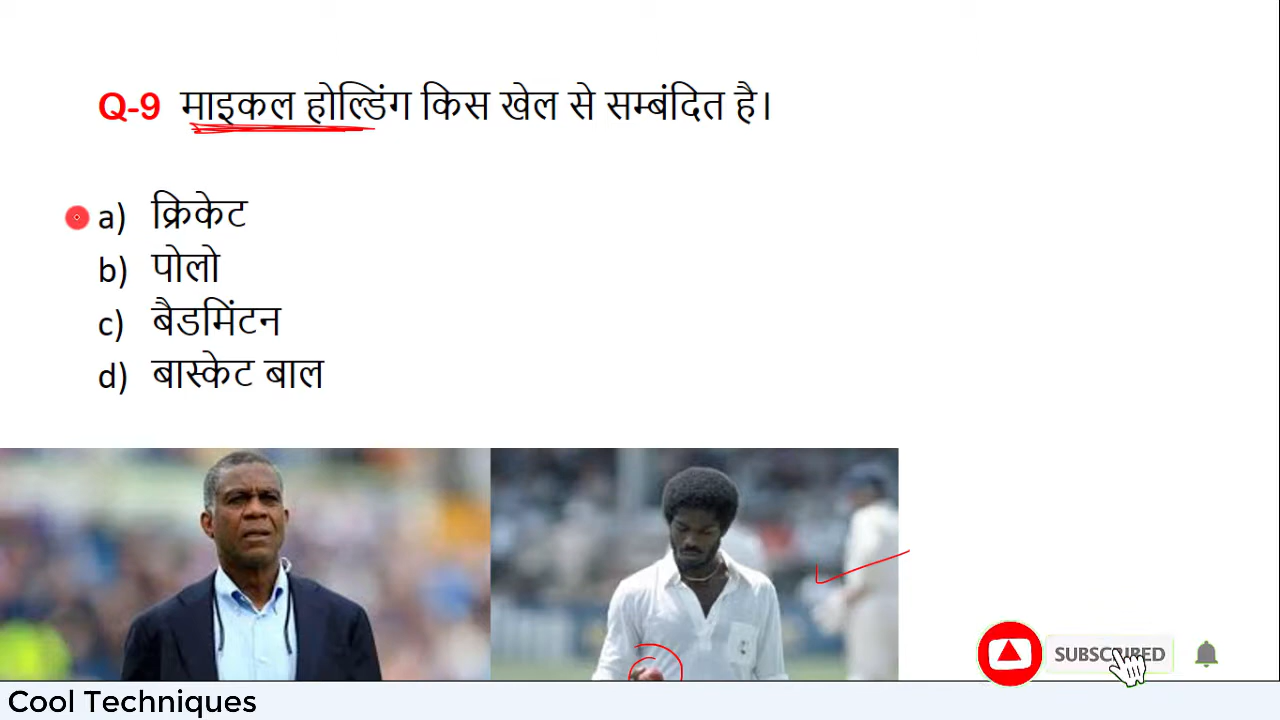 Q-9 माइकल होल्डिंग किस खेल से सम्बंदित है।
a) क्रिकेट
b) पोलो
c) बैडमिंटन
d) बास्केट बाल
SUBSCRIBED
Cool Techniques